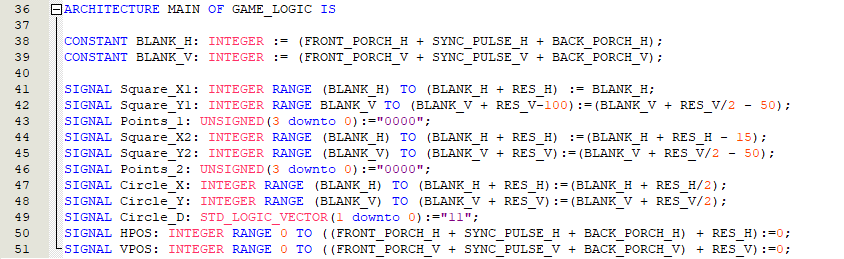 36 ARCHITECTURE MAIN OF GAME_LOGIC IS
37
38 CONSTANT BLANK_H: INTEGER := (FRONT_PORCH_H + SYNC_PULSE_H + BACK_PORCH_H);
39 CONSTANT BLANK_V: INTEGER := (FRONT_PORCH_V + SYNC_PULSE_V + BACK_PORCH_V);
40
41 SIGNAL Square_X1: INTEGER RANGE (BLANK_H) TO (BLANK_H + RES_H) := BLANK_H;
42 SIGNAL Square_Y1: INTEGER RANGE BLANK_V TO (BLANK_V + RES_V-100):=(BLANK_V + RES_V/2 - 50);
43 SIGNAL Points_1: UNSIGNED(3 downto 0):="0000";
44 SIGNAL Square_X2: INTEGER RANGE (BLANK_H) TO (BLANK_H + RES_H) :=(BLANK_H + RES_H - 15);
45 SIGNAL Square_Y2: INTEGER RANGE (BLANK_V) TO (BLANK_V + RES_V):=(BLANK_V + RES_V/2 - 50);
46 SIGNAL Points_2: UNSIGNED(3 downto 0):="0000";
47 SIGNAL Circle_X: INTEGER RANGE (BLANK_H) TO (BLANK_H + RES_H):=(BLANK_H + RES_H/2);
48 SIGNAL Circle_Y: INTEGER RANGE (BLANK_V) TO (BLANK_V + RES_V):=(BLANK_V + RES_V/2);
49 SIGNAL Circle_D: STD_LOGIC_VECTOR(1 downto 0):="11";
50 SIGNAL HPOS: INTEGER RANGE 0 TO ((FRONT_PORCH_H + SYNC_PULSE_H + BACK_PORCH_H) + RES_H):=0;
51 SIGNAL VPOS: INTEGER RANGE 0 TO ((FRONT_PORCH_V + SYNC_PULSE_V + BACK_PORCH_V) + RES_V):=0;